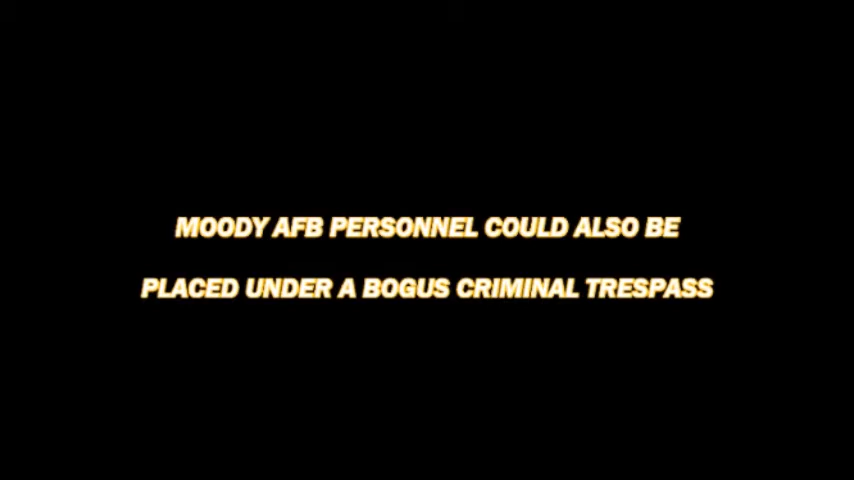 MOODY AFB PERSONNEL COULD ALSO BE
PLACED UNDER A BOGUS CRIMINAL TRESPASS